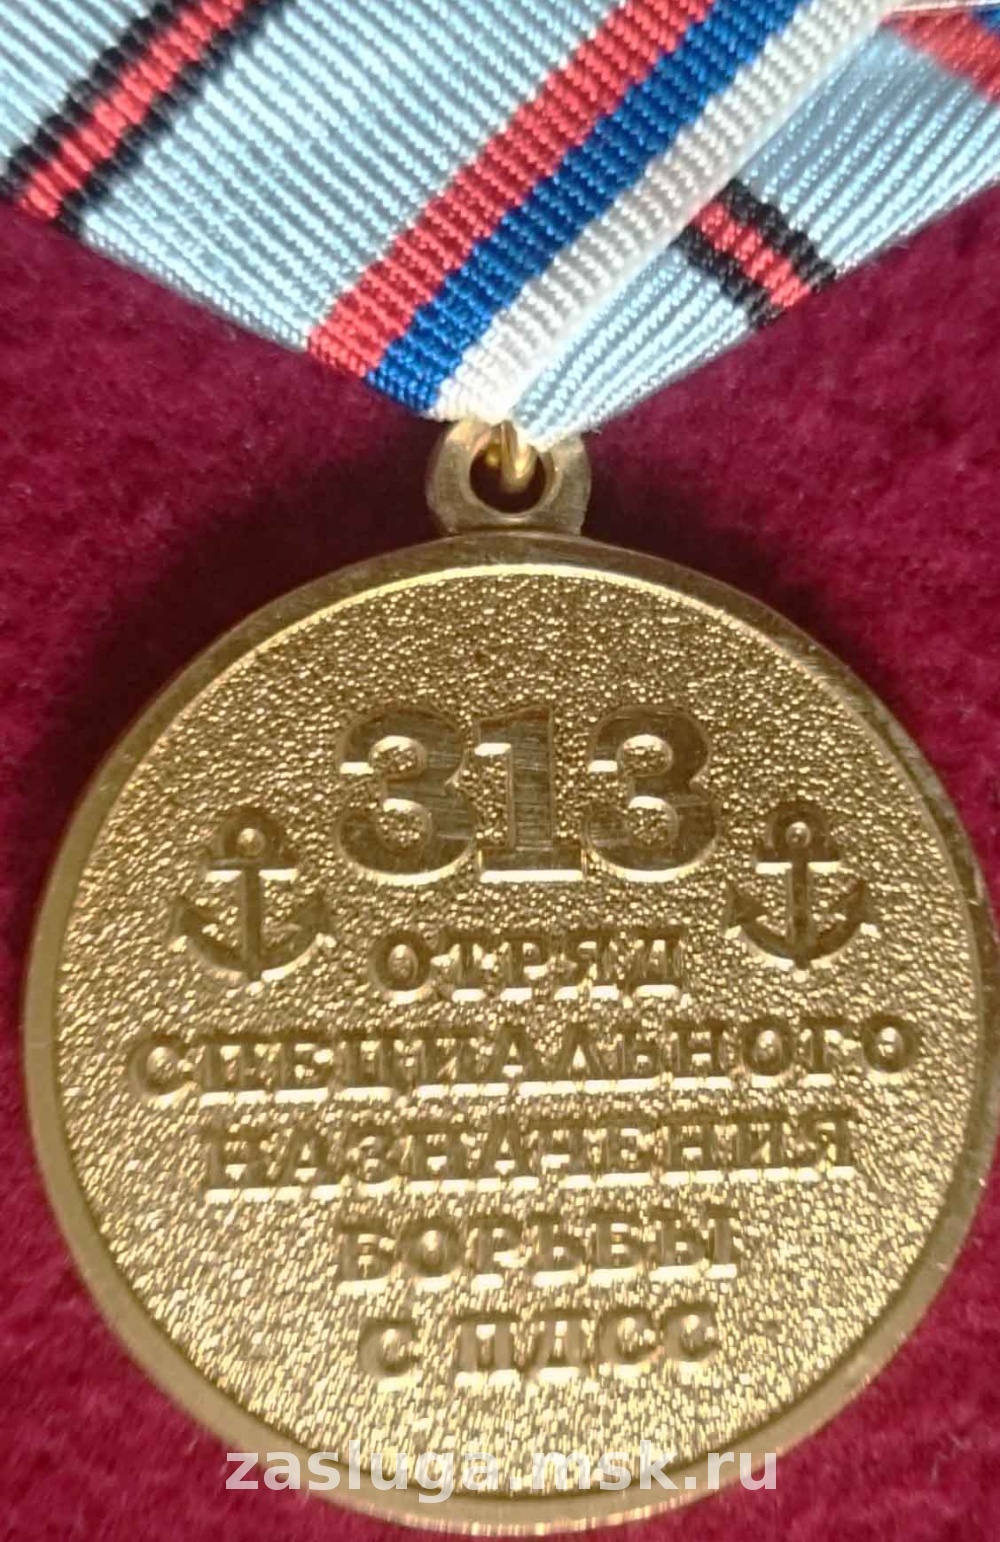 313
ОТРЯД
СПЕЦИАЛЬНОГО
НАЗНАЧЕНИЯ
БОРЬБЫ
С ПДСС
zasluga.msk.ru